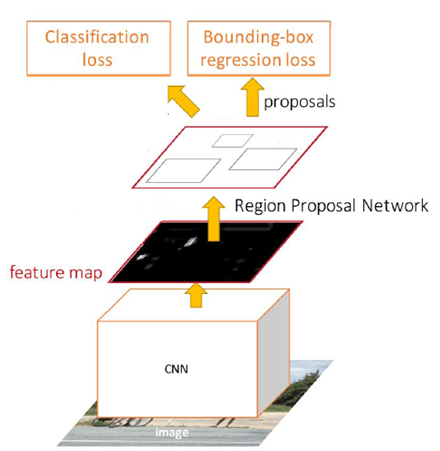 Classification
loss
Bounding-box
regression loss
proposals
Region Proposal Network
feature map
CNN
image